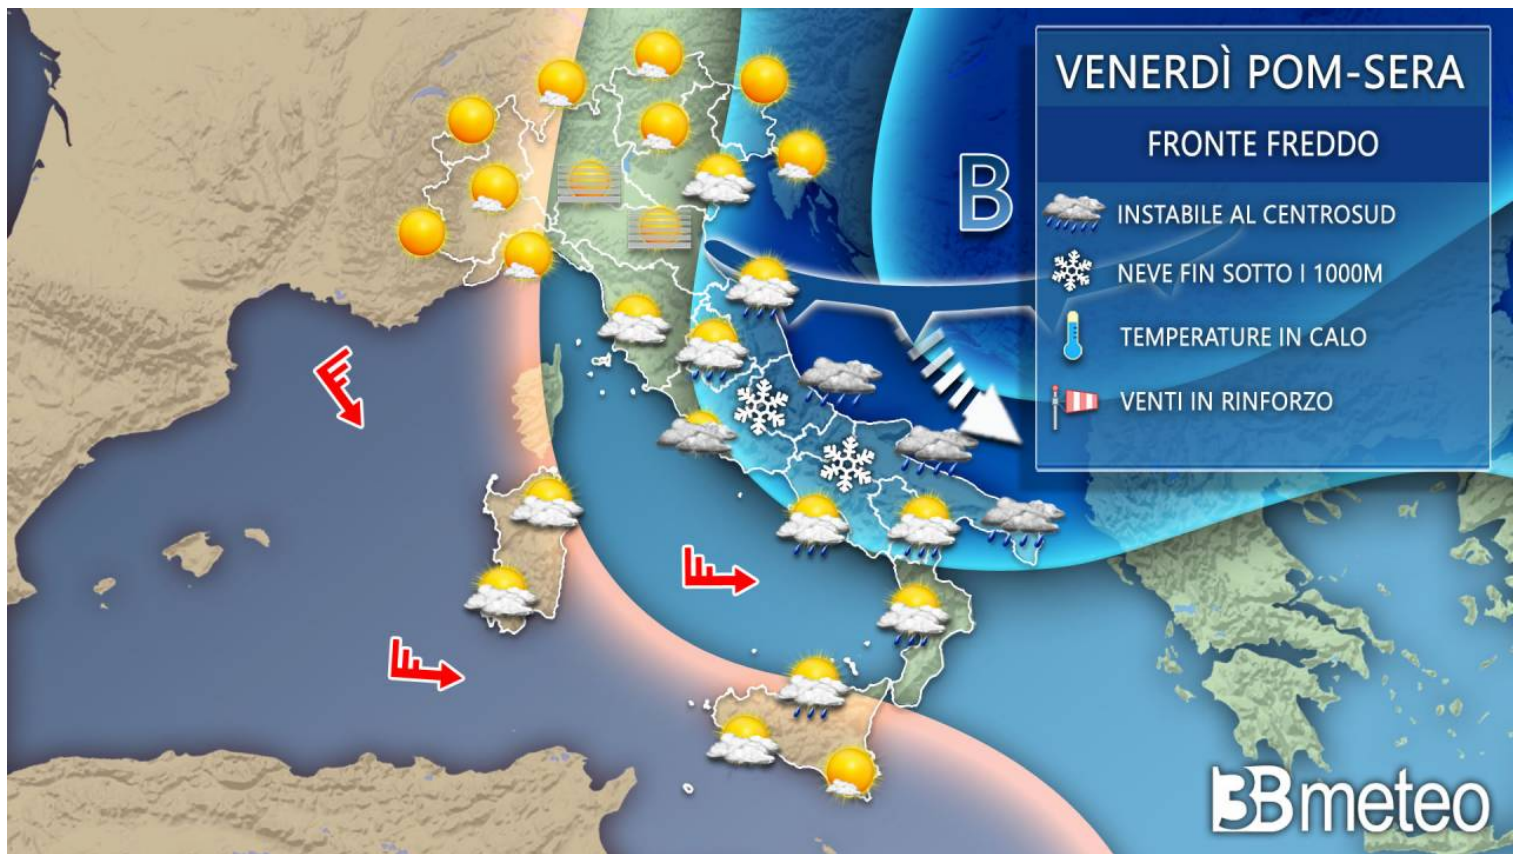 VENERDÌ POM-SERA
FRONTE FREDDO
B
INSTABILE AL CENTROSUD
NEVE FIN SOTTO I 1000M
TEMPERATURE IN CALO
VENTI IN RINFORZO
3Bmeteo